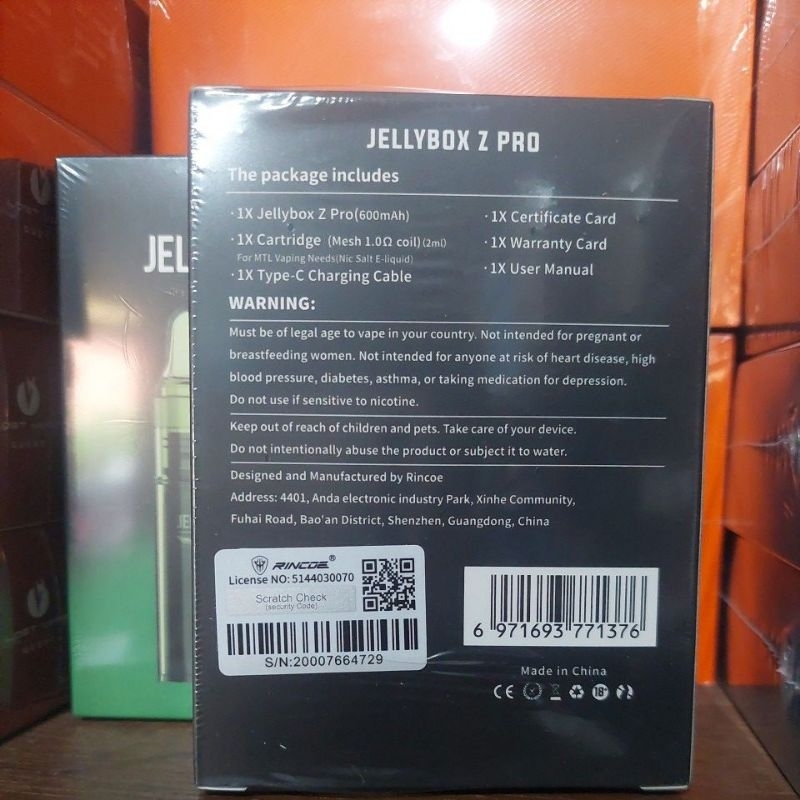 JELLYBOX Z PRO
The package includes
·1X Jellybox Z Pro(600mAh)
·1X Cartridge (Mesh 1.0Ω coil)(2ml)
For MTL Vaping Needs(Nic Salt E-liquid)
·1X Type-C Charging Cable
·1X Certificate Card
·1X Warranty Card
·1X User Manual
WARNING:
Must be of legal age to vape in your country. Not intended for pregnant or
breastfeeding women. Not intended for anyone at risk of heart disease, high
blood pressure, diabetes, asthma, or taking medication for depression.
Do not use if sensitive to nicotine.
Keep out of reach of children and pets. Take care of your device.
Do not intentionally abuse the product or subject it to water.
Designed and Manufactured by Rincoe
Address: 4401, Anda electronic industry Park, Xinhe Community,
Fuhai Road, Bao'an District, Shenzhen, Guangdong, China
RINCOE®
License NO: 5144030070
Scratch Check
(security Code)
S/N:20007664729
6 971693 771376
Made in China
CE
18+
JEL
JE